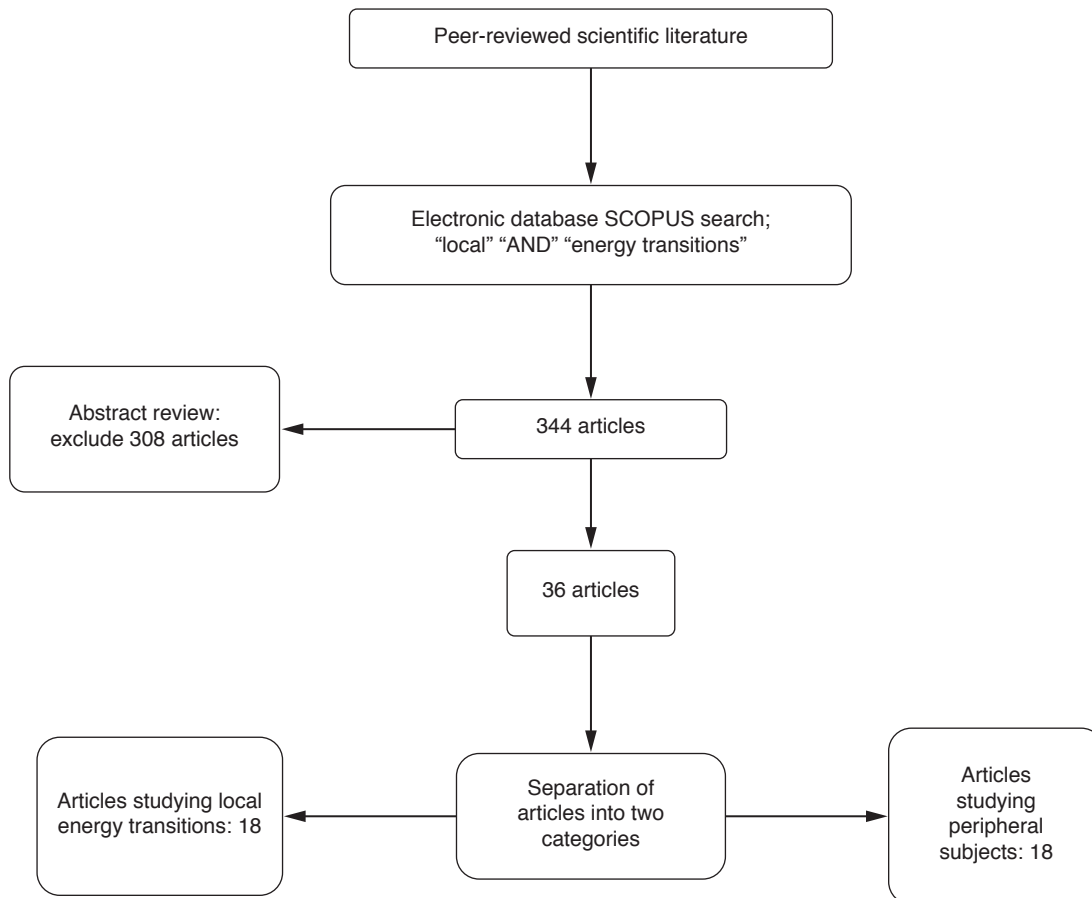 Peer-reviewed scientific literature
Electronic database SCOPUS search;
“local” “AND” “energy transitions”
Abstract review:
exclude 308 articles
344 articles
36 articles
Articles studying local
energy transitions: 18
Separation of
articles into two
categories
Articles
studying
peripheral
subjects: 18